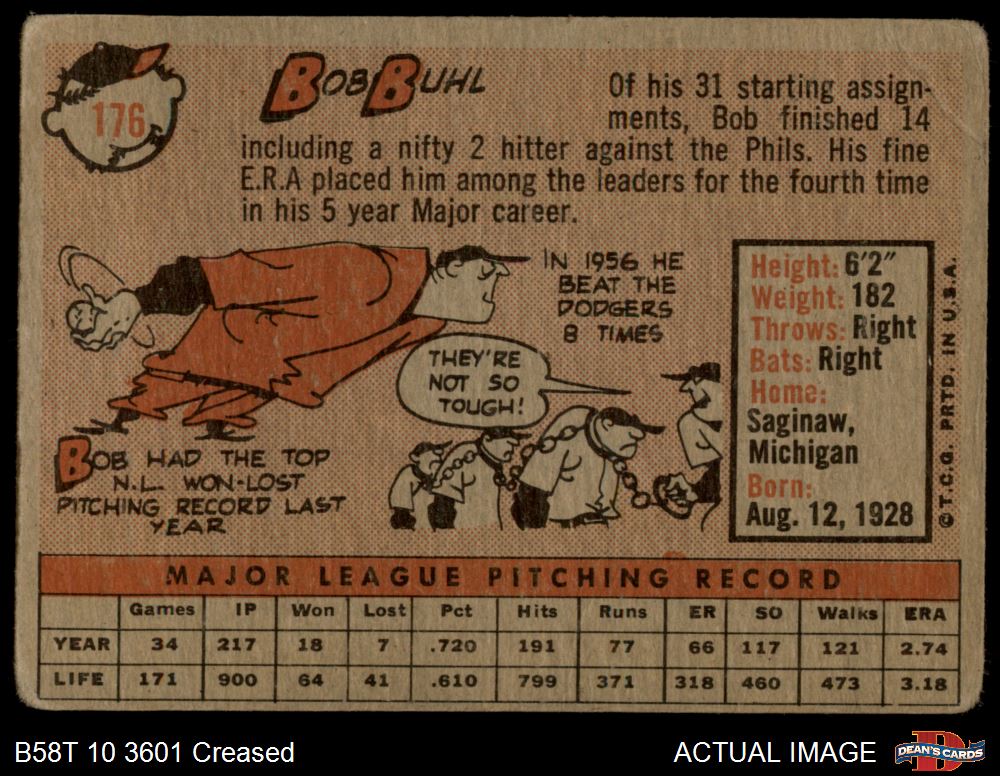 176
BOB BUHL
Of his 31 starting assign-
ments, Bob finished 14
including a nifty 2 hitter against the Phils. His fine
E.R.A placed him among the leaders for the fourth time
in his 5 year Major career.
IN 1956 HE
BEAT THE
DODGERS
8 TIMES
THEY'RE
NOT SO
TOUGH!
BOB HAD THE TOP
N.L. WON-LOST
PITCHING RECORD LAST
YEAR
Height: 6'2"
Weight: 182
Throws: Right
Bats: Right
Home:
Saginaw,
Michigan
Born:
Aug. 12, 1928
© T.C.G. PRTD. IN U.S.A.
MAJOR LEAGUE PITCHING RECORD
Games IP Won Lost Pct Hits Runs ER SO Walks ERA
YEAR 34 217 18 7 .720 191 77 66 117 121 2.74
LIFE 171 900 64 41 .610 799 371 318 460 473 3.18
B58T 10 3601 Creased
ACTUAL IMAGE
DEAN'S CARDS